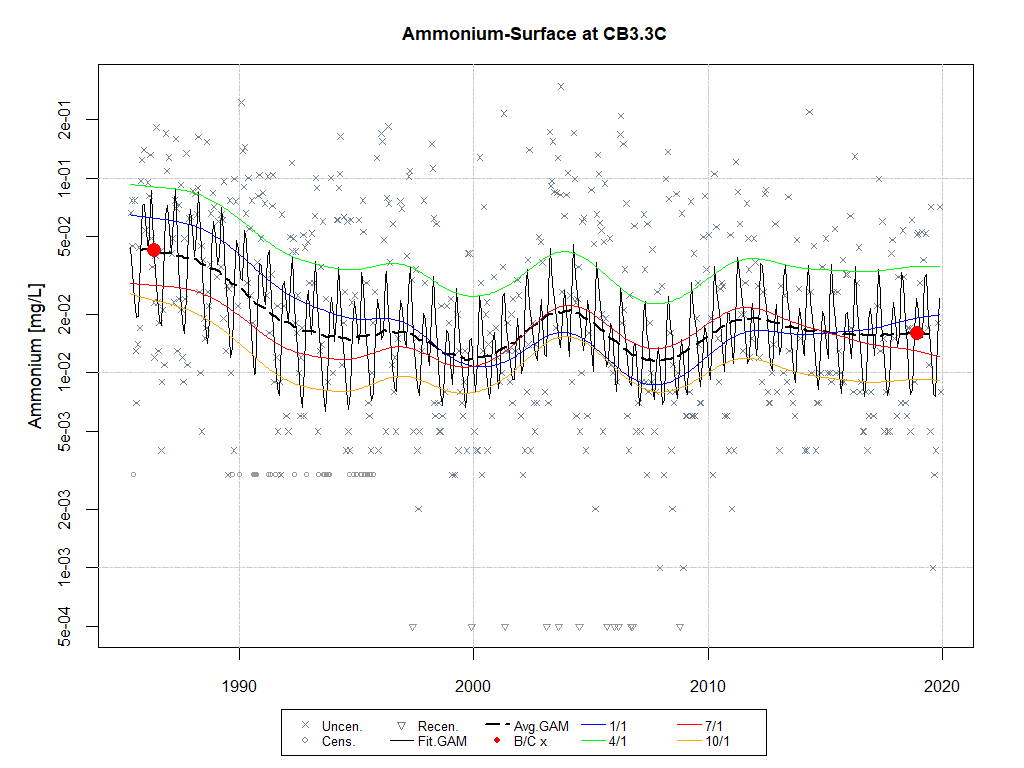 Ammonium-Surface at CB3.3C
Ammonium [mg/L]
2e-01
1e-01
5e-02
2e-02
1e-02
5e-03
2e-03
1e-03
5e-04
1990 2000 2010 2020
Uncen. Recen. Avg.GAM 1/1 7/1
Cens. Fit.GAM B/C x 4/1 10/1